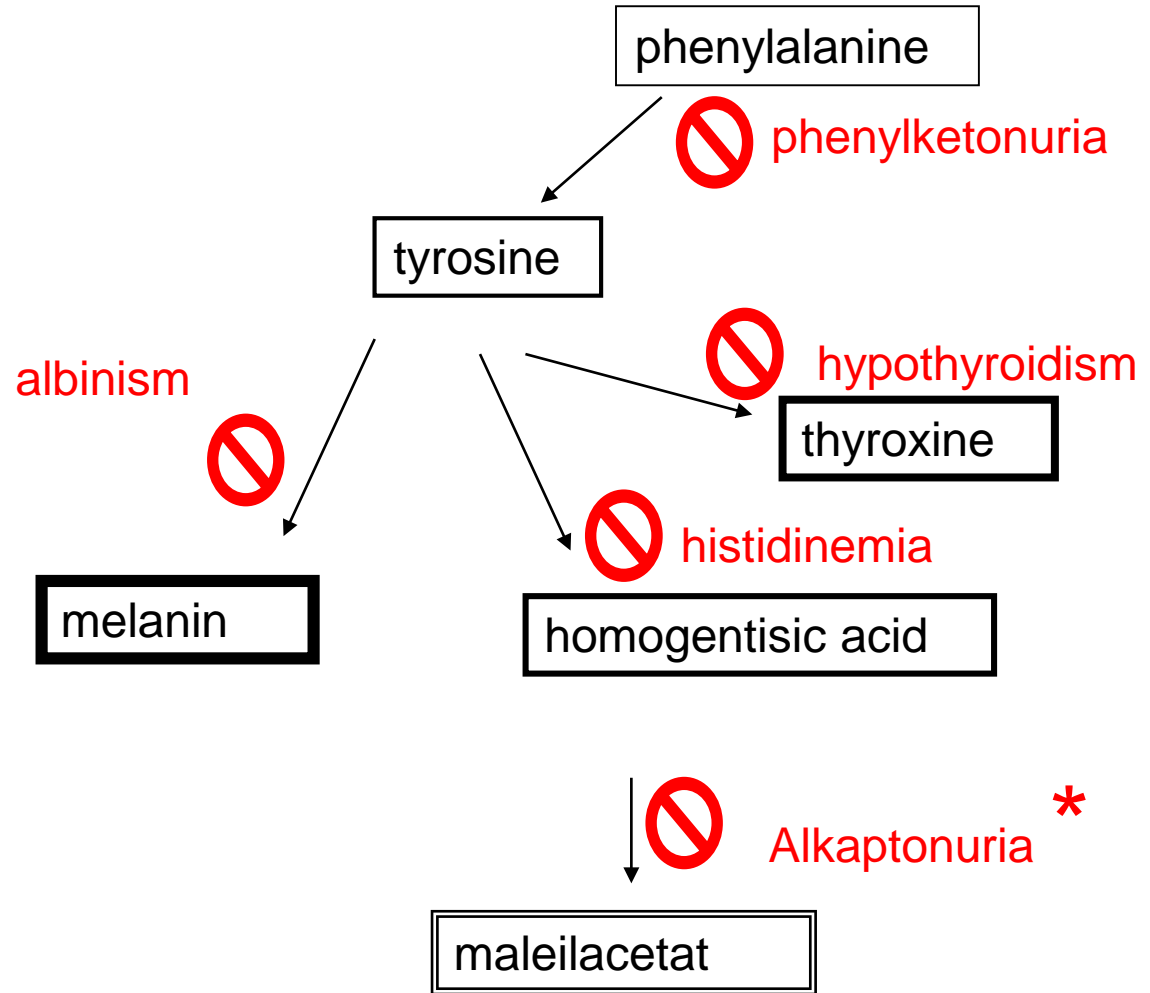 phenylalanine
phenylketonuria
tyrosine
albinism
hypothyroidism
thyroxine
histidinemia
melanin
homogentisic acid
Alkaptonuria *
maleilacetat